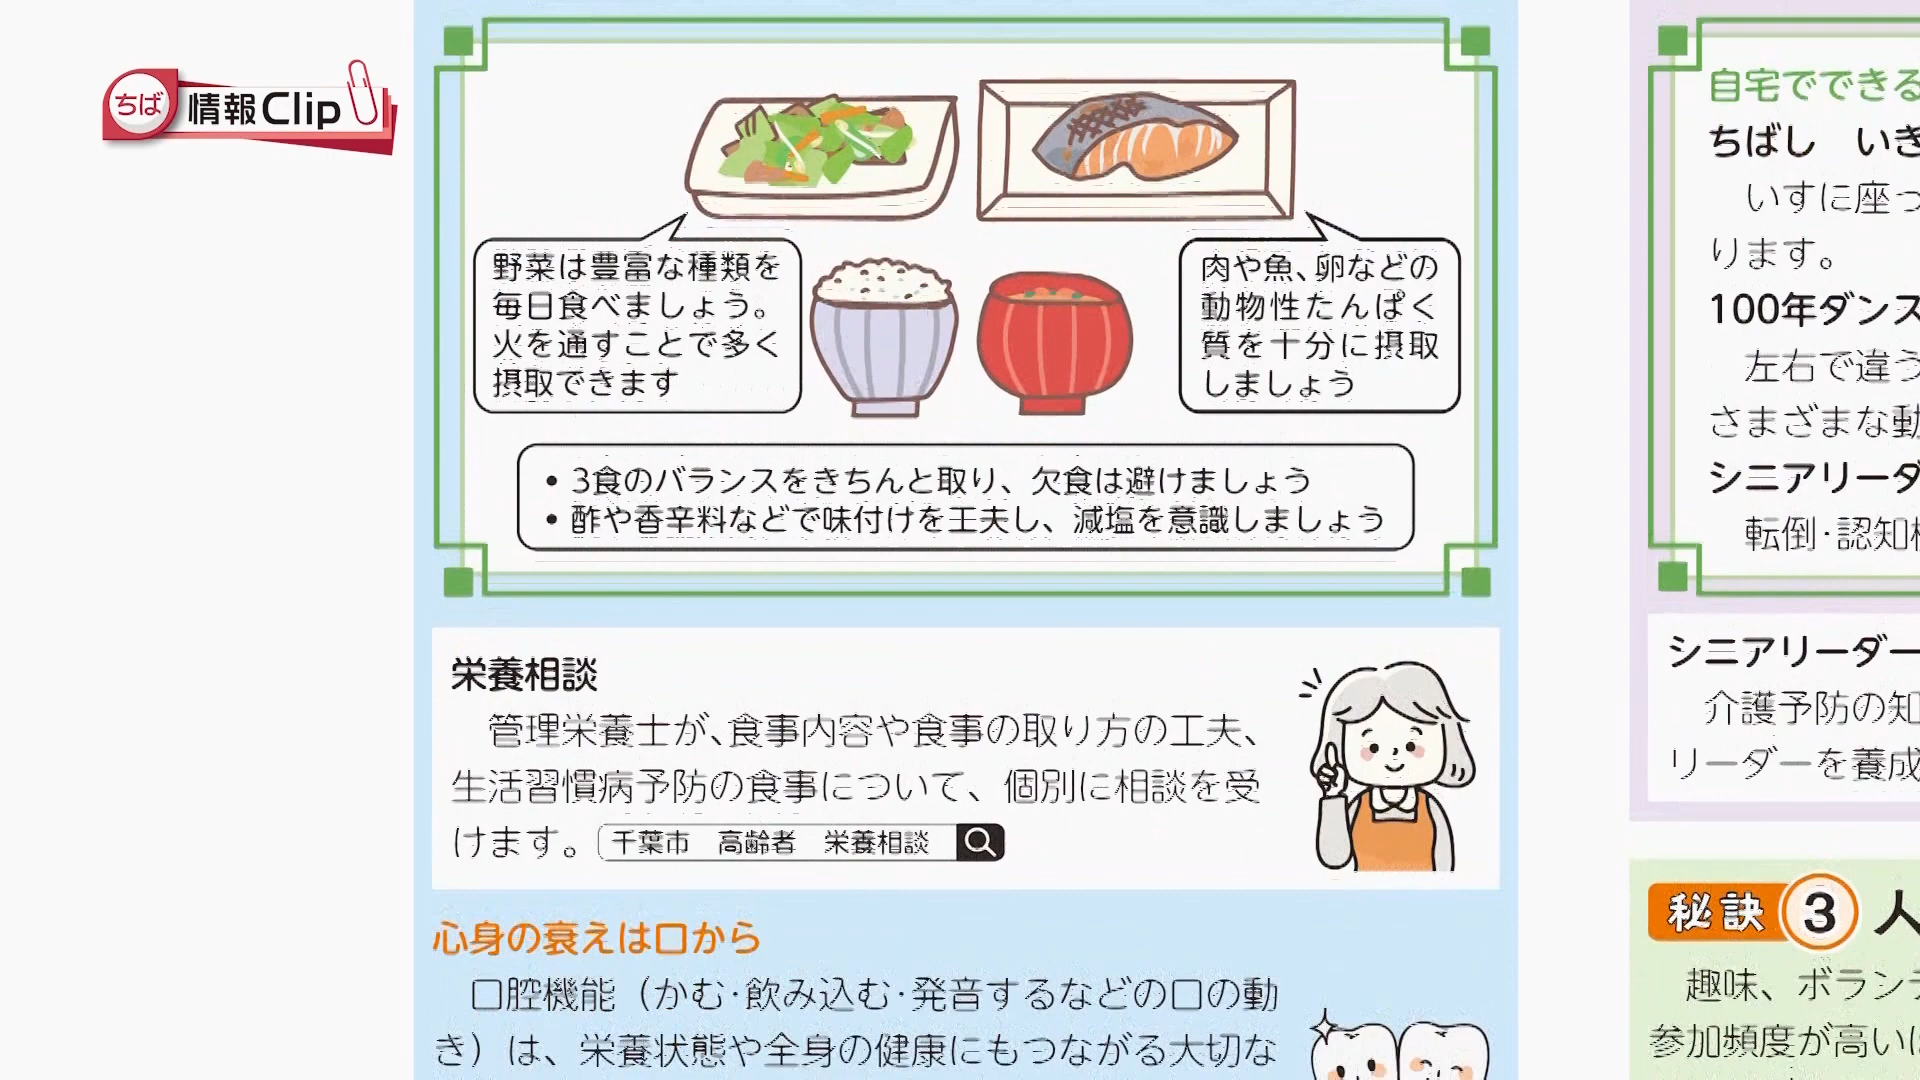 ちば 情報Clip
野菜は豊富な種類を
毎日食べましょう。
火を通すことで多く
摂取できます
肉や魚、卵などの
動物性たんぱく
質を十分に摂取
しましょう
• 3食のバランスをきちんと取り、欠食は避けましょう
• 酢や香辛料などで味付けを工夫し、減塩を意識しましょう
栄養相談
管理栄養士が、食事内容や食事の取り方の工夫、
生活習慣病予防の食事について、個別に相談を受
けます。 千葉市 高齢者 栄養相談
心身の衰えは口から
口腔機能（かむ・飲み込む・発音するなどの口の動
き）は、栄養状態や全身の健康にもつながる大切な
自宅でできる
ちばし いき
いすに座っ
ります。
100年ダンス
左右で違う
さまざまな動
シニアリーダ
転倒・認知
シニアリーダー
介護予防の知
リーダーを養成
秘訣 3 人
趣味、ボランテ
参加頻度が高い